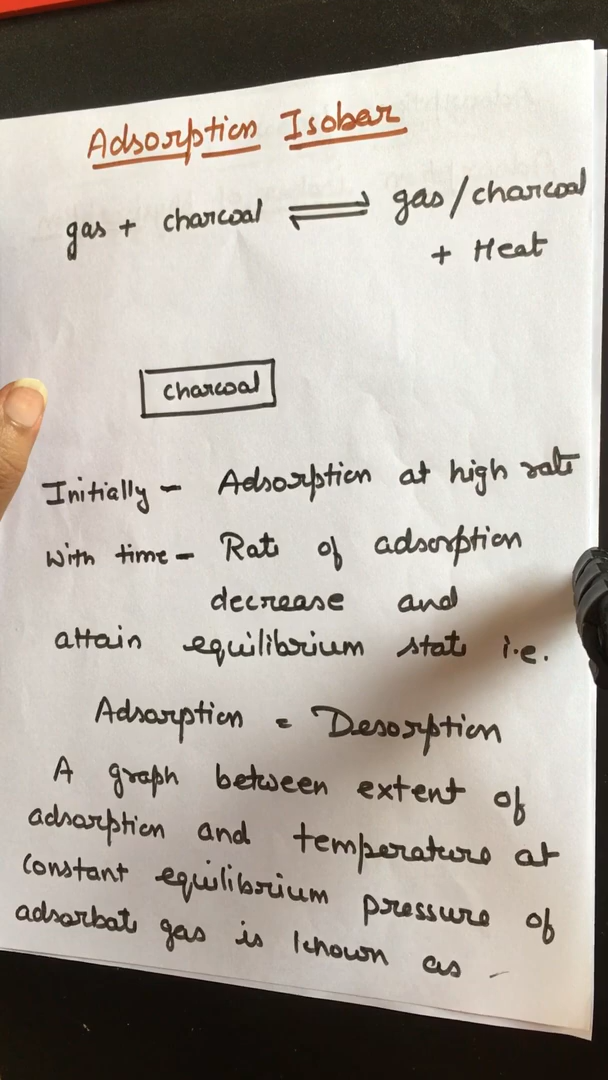 Adsorption Isobar
gas + charcoal ⇌ gas/charcoal
+ Heat
charcoal
Initially - Adsorption at high rate
with time - Rate of adsorption
decrease and
attain equilibrium state i.e.
Adsorption = Desorption
A graph between extent of
adsorption and temperature at
constant equilibrium pressure of
adsorbate gas is known as -